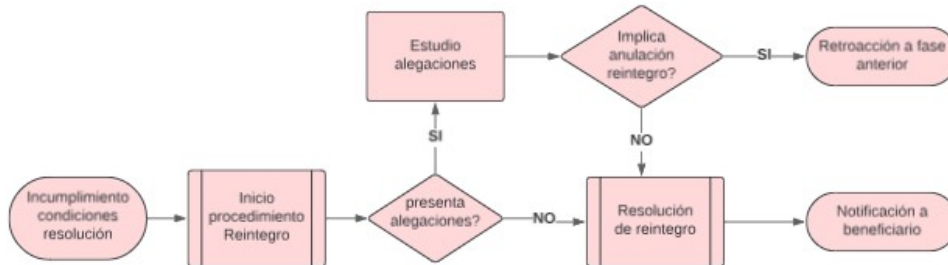 Estudio
alegaciones
Implica
anulación
reintegro?
SI
Retroacción a fase
anterior
SI
NO
Incumplimiento
condiciones
resolución
Inicio
procedimiento
Reintegro
presenta
alegaciones?
NO
Resolución
de reintegro
Notificación a
beneficiario